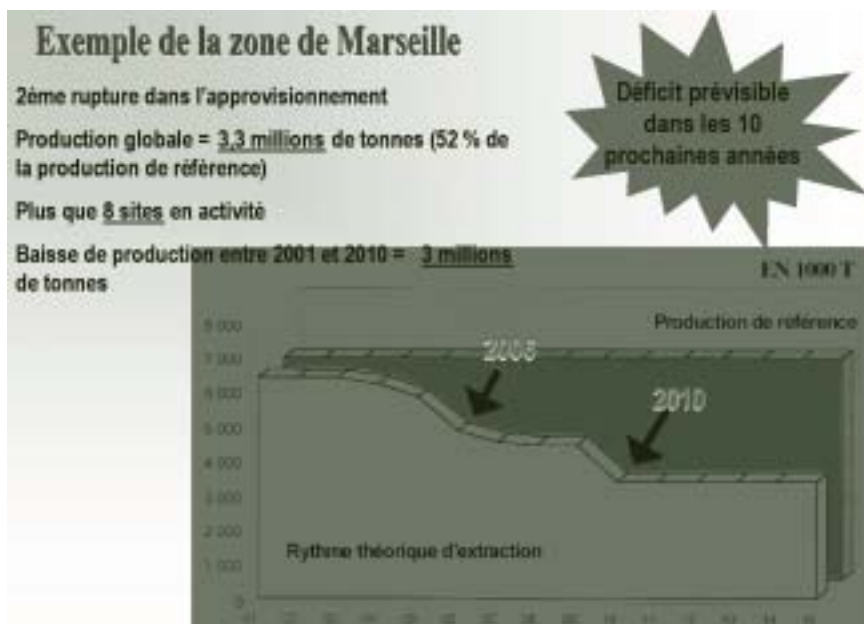 Exemple de la zone de Marseille
2ème rupture dans l'approvisionnement
Production globale = 3,3 millions de tonnes (52 % de
la production de référence)
Plus que 8 sites en activité
Baisse de production entre 2001 et 2010 = 3 millions
de tonnes
Déficit prévisible
dans les 10
prochaines années
EN 1000 T
Production de référence
8 000
7 000
6 000
5 000
4 000
3 000
2 000
1 000
0
2010
Rythme théorique d'extraction